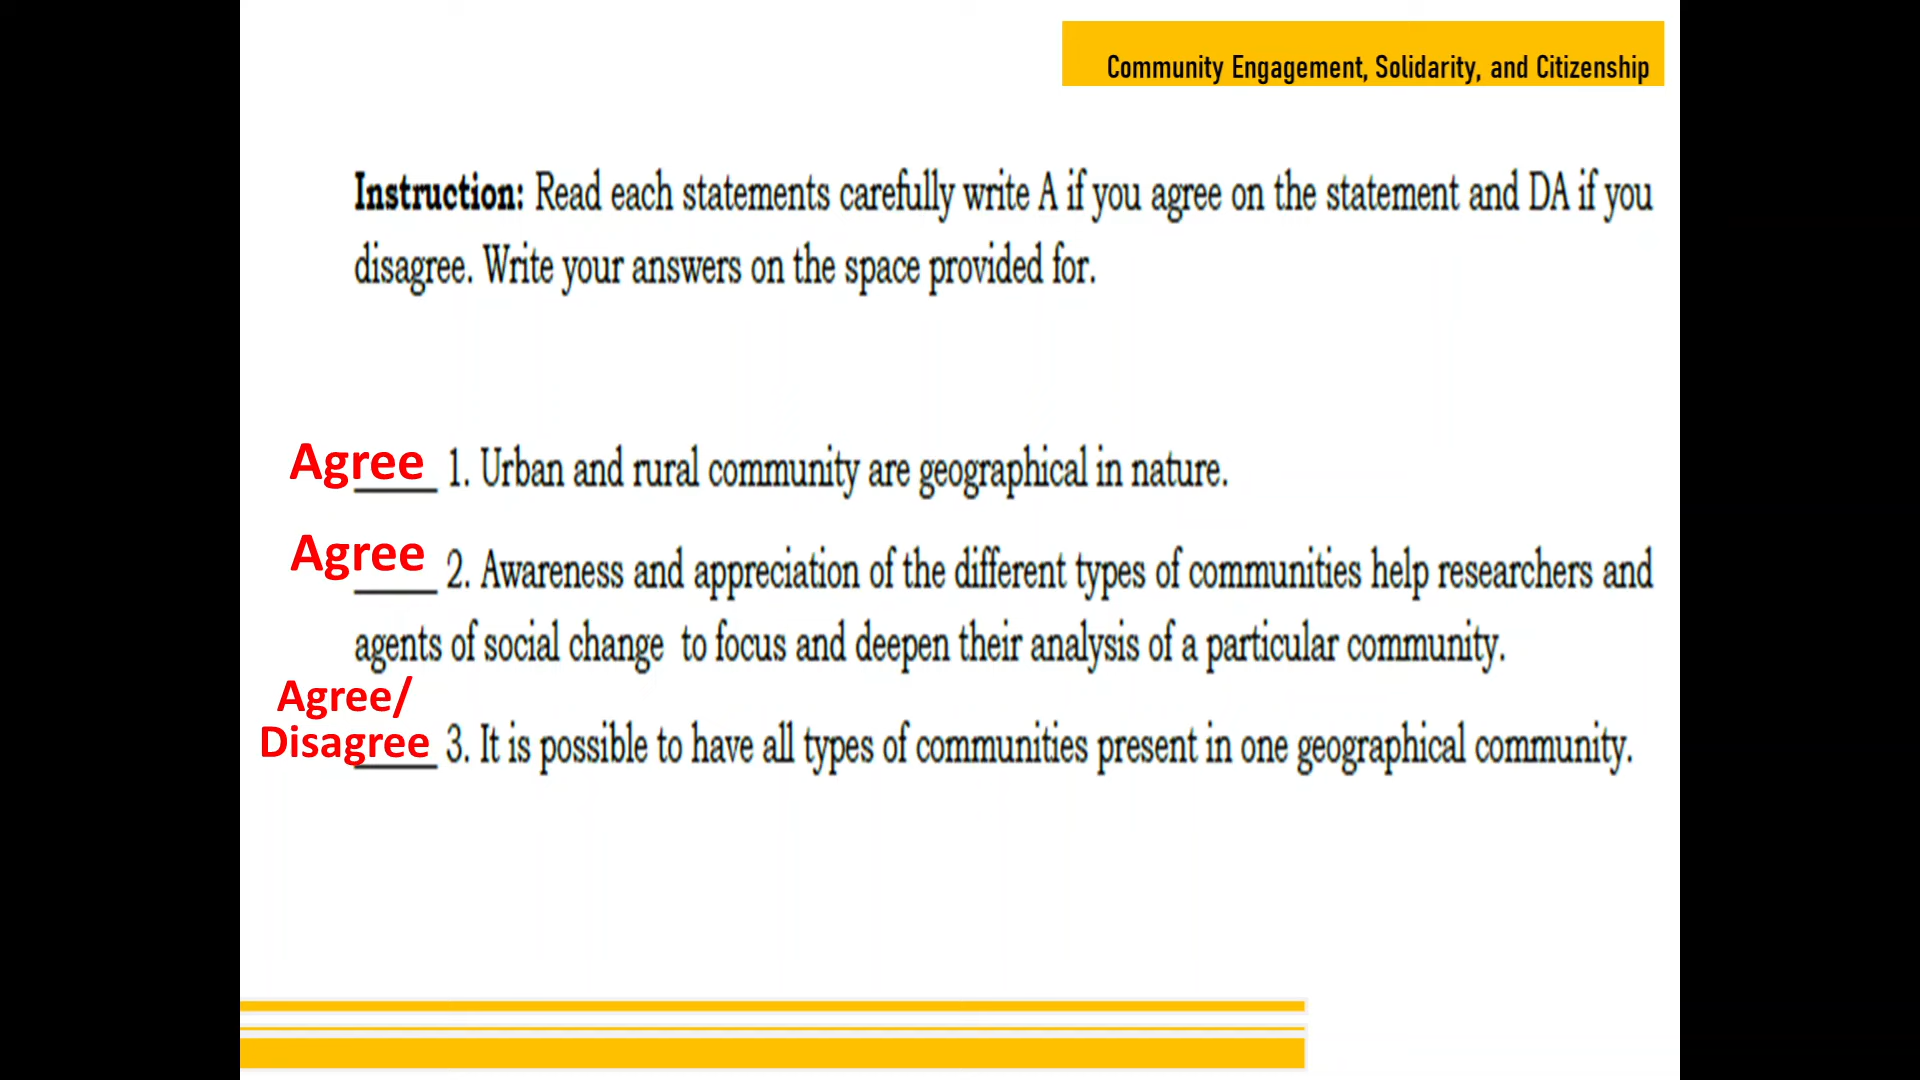 Community Engagement, Solidarity, and Citizenship
Instruction: Read each statements carefully write A if you agree on the statement and DA if you
disagree. Write your answers on the space provided for.
Agree 1. Urban and rural community are geographical in nature.
Agree 2. Awareness and appreciation of the different types of communities help researchers and
agents of social change to focus and deepen their analysis of a particular community.
Agree/
Disagree 3. It is possible to have all types of communities present in one geographical community.